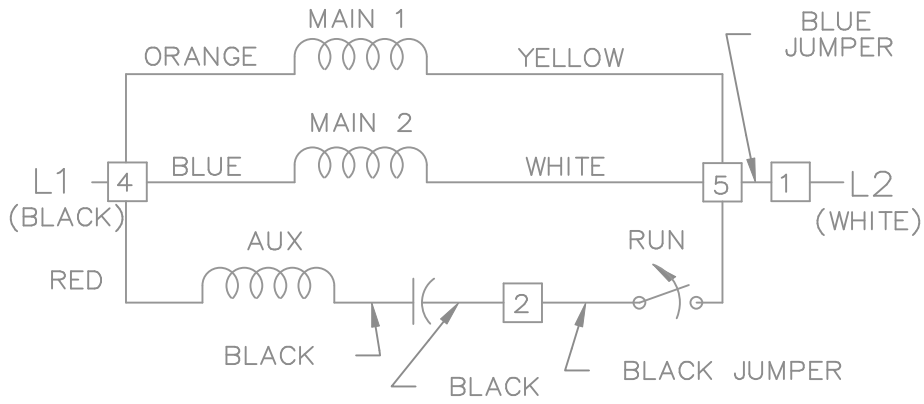 MAIN 1
BLUE
JUMPER
ORANGE
YELLOW
MAIN 2
BLUE
WHITE
L1
4
5
1
L2
(BLACK)
(WHITE)
AUX
RUN
RED
2
BLACK
BLACK
BLACK JUMPER